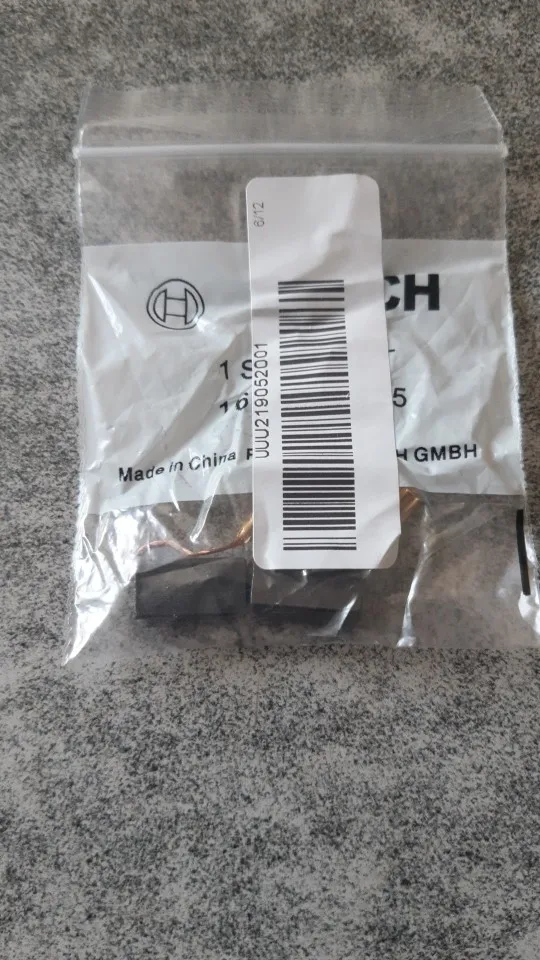 6/12
CH
UUU219052001
1 S
16
5
Made in China
H GMBH